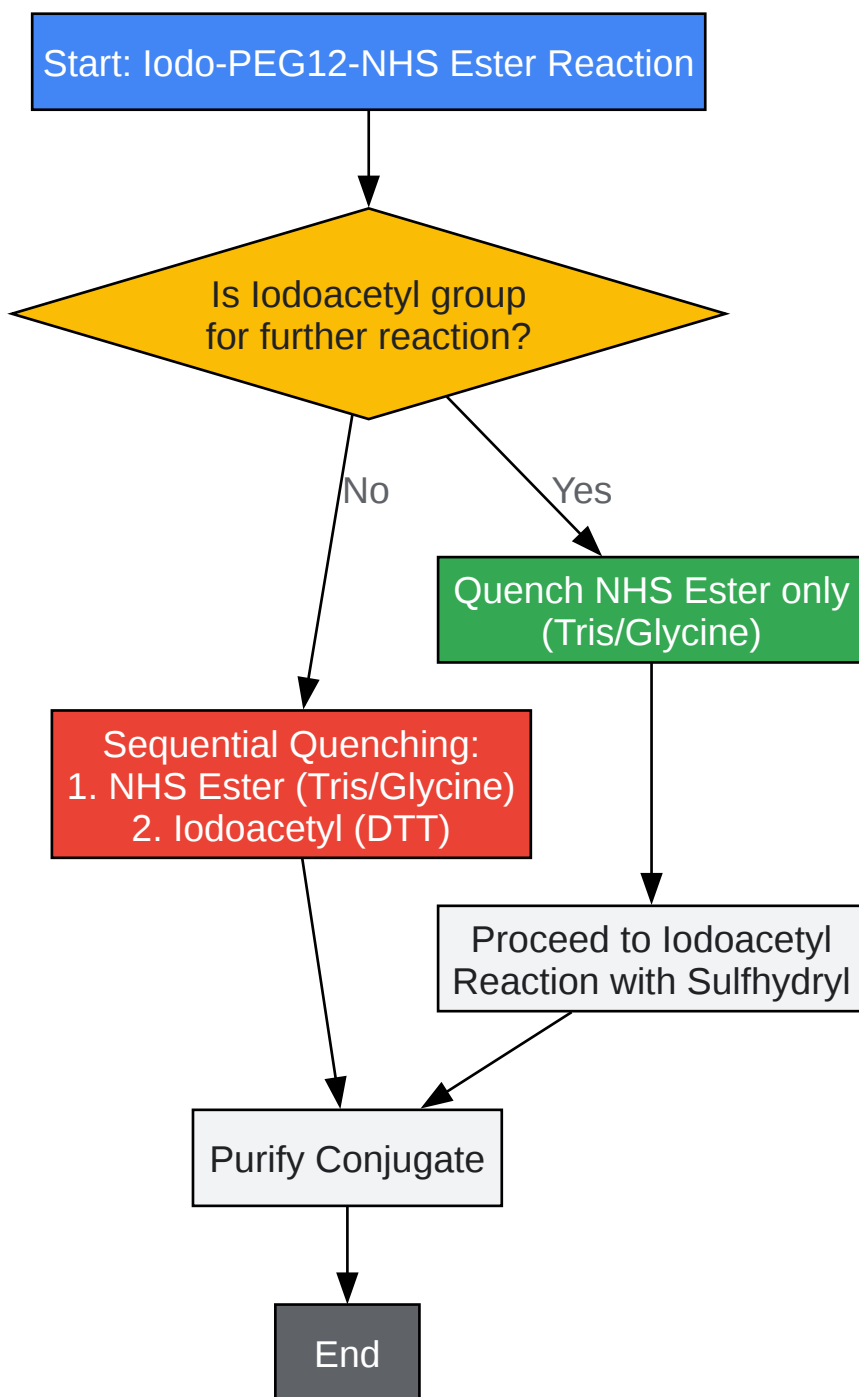 Start: Iodo-PEG12-NHS Ester Reaction
Is Iodoacetyl group
for further reaction?
No
Yes
Quench NHS Ester only
(Tris/Glycine)
Sequential Quenching:
1. NHS Ester (Tris/Glycine)
2. Iodoacetyl (DTT)
Proceed to Iodoacetyl
Reaction with Sulfhydryl
Purify Conjugate
End